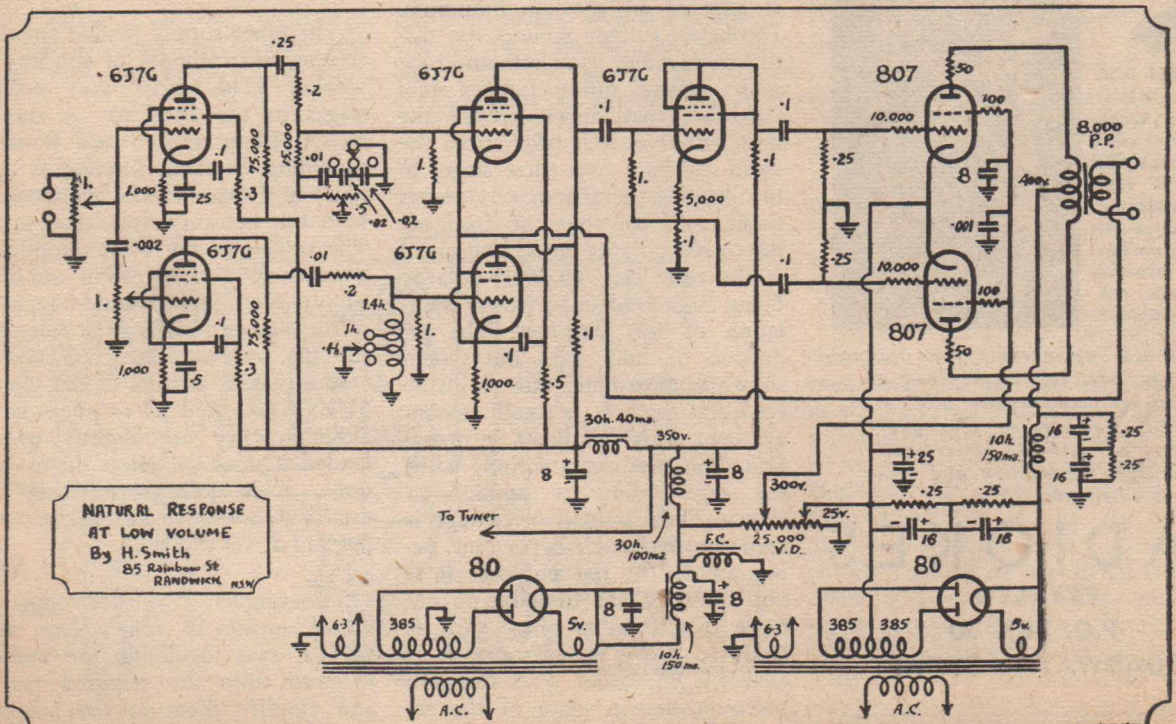 6J7G
.25
.2
75,000
15,000
.01
.5
.02
.02
1.
1,000
25
.1
.3
.002
1.
6J7G
1,000
.5
.1
.3
75,000
.01
.2
1.4h
1h
.4h
6J7G
1.
6J7G
1.
1,000
.1
.5
.1
6J7G
.1
1.
5,000
.1
.1
.1
.1
.25
.25
10,000
10,000
807
50
100
8
.001
100
807
50
400v.
8.000
P.P.
30h. 40ma.
350v.
8
8
To Tuner
30h.
100ma.
300v.
25v.
25.000
V.D.
F.C.
8
8
10h.
150ma.
25
.25
.25
16
16
10h.
150ma.
16
16
.25
.25
NATURAL RESPONSE
AT LOW VOLUME
By H. Smith
85 Rainbow St
RANDWICK N.S.W.
80
6.3
385
5v.
A.C.
80
6.3
385
385
5v.
A.C.